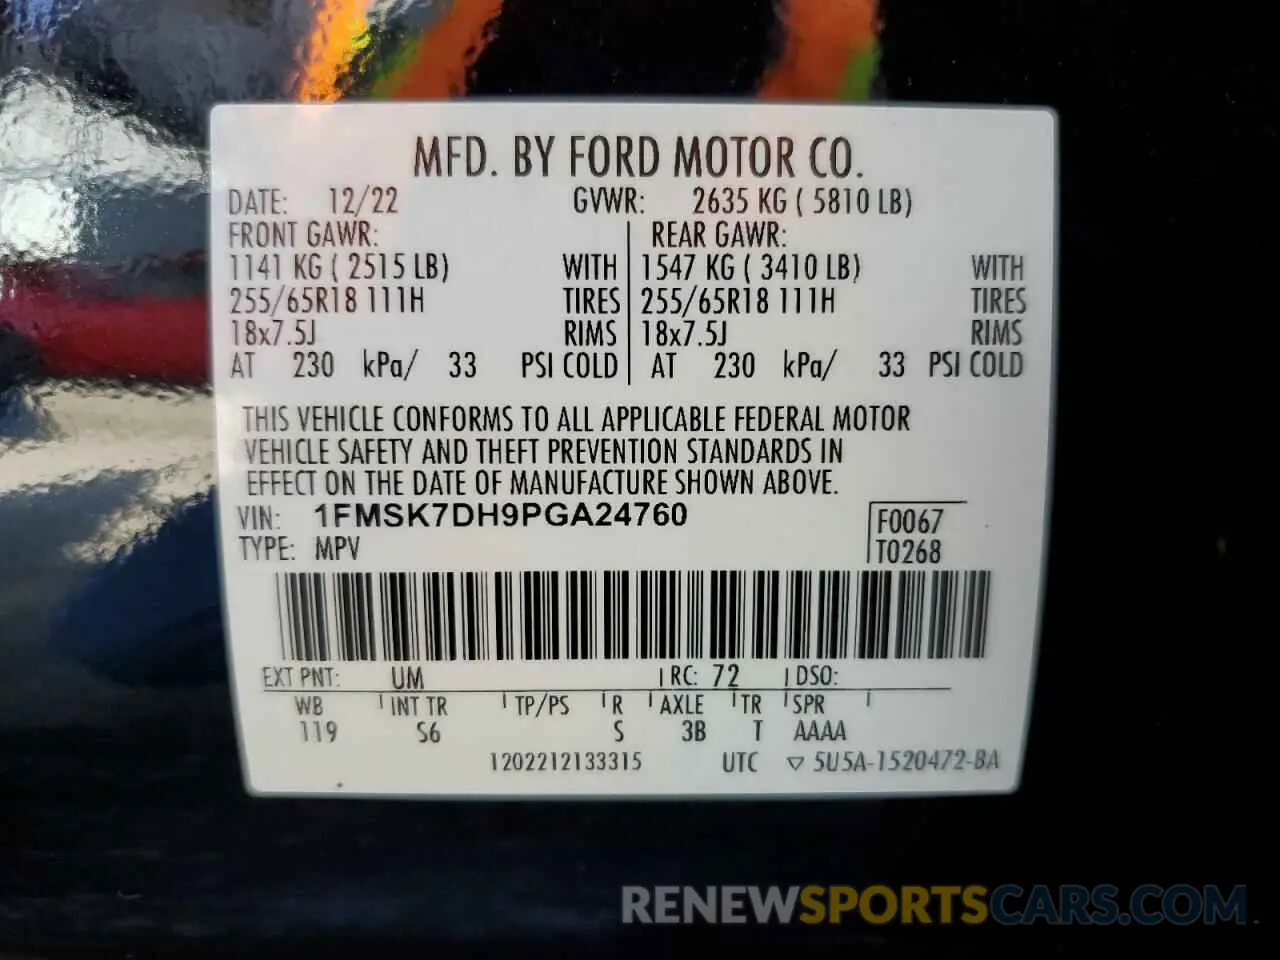 MFD. BY FORD MOTOR CO.
DATE: 12/22 GVWR: 2635 KG ( 5810 LB)
FRONT GAWR: REAR GAWR:
1141 KG ( 2515 LB) WITH 1547 KG ( 3410 LB) WITH
255/65R18 111H TIRES 255/65R18 111H TIRES
18x7.5J RIMS 18x7.5J RIMS
AT 230 kPa/ 33 PSI COLD AT 230 kPa/ 33 PSI COLD
THIS VEHICLE CONFORMS TO ALL APPLICABLE FEDERAL MOTOR
VEHICLE SAFETY AND THEFT PREVENTION STANDARDS IN
EFFECT ON THE DATE OF MANUFACTURE SHOWN ABOVE.
VIN: 1FMSK7DH9PGA24760 F0067
TYPE: MPV T0268
EXT PNT: UM RC: 72 DSO:
WB INT TR TP/PS R AXLE TR SPR
119 S6 S 3B T AAAA
1202212133315 UTC ▽ 5U5A-1520472-BA
RENEWSPORTSCARS.COM